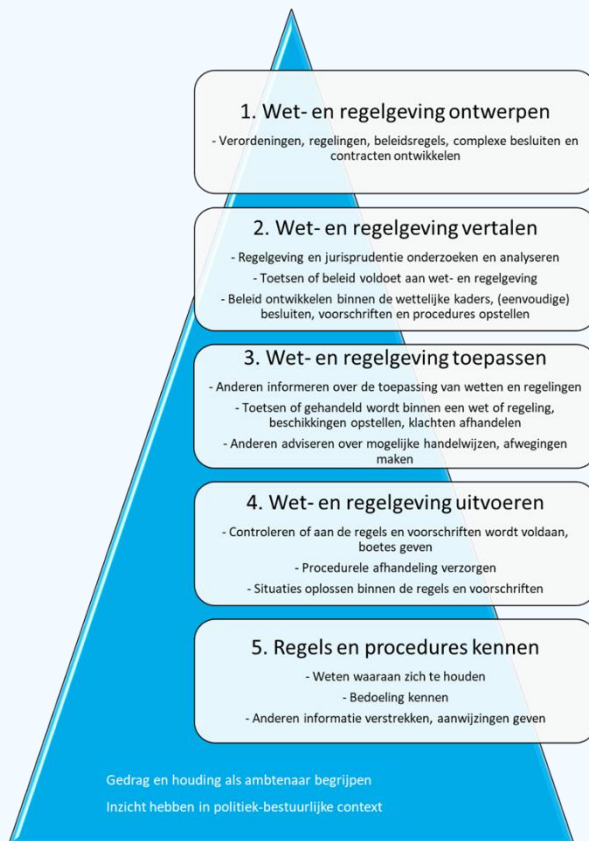 1. Wet- en regelgeving ontwerpen
- Verordeningen, regelingen, beleidsregels, complexe besluiten en
contracten ontwikkelen
2. Wet- en regelgeving vertalen
- Regelgeving en jurisprudentie onderzoeken en analyseren
- Toetsen of beleid voldoet aan wet- en regelgeving
- Beleid ontwikkelen binnen de wettelijke kaders, (eenvoudige)
besluiten, voorschriften en procedures opstellen
3. Wet- en regelgeving toepassen
- Anderen informeren over de toepassing van wetten en regelingen
- Toetsen of gehandeld wordt binnen een wet of regeling,
beschikkingen opstellen, klachten afhandelen
- Anderen adviseren over mogelijke handelwijzen, afwegingen
maken
4. Wet- en regelgeving uitvoeren
- Controleren of aan de regels en voorschriften wordt voldaan,
boetes geven
- Procedurele afhandeling verzorgen
- Situaties oplossen binnen de regels en voorschriften
5. Regels en procedures kennen
- Weten waaraan zich te houden
- Bedoeling kennen
- Anderen informatie verstrekken, aanwijzingen geven
Gedrag en houding als ambtenaar begrijpen
Inzicht hebben in politiek-bestuurlijke context